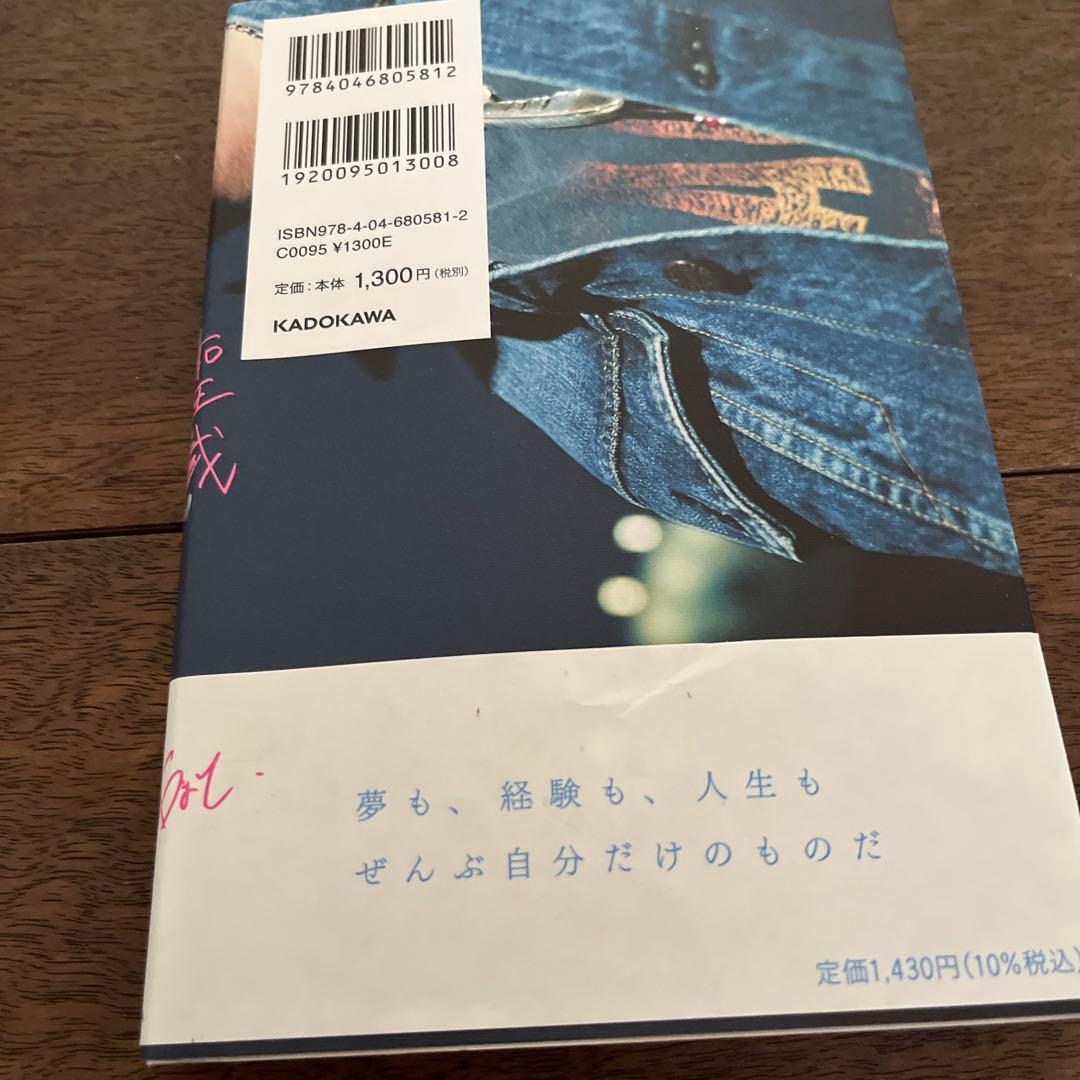 9784046805812
1920095013008
ISBN978-4-04-680581-2
C0095 ¥1300E
定価:本体 1,300円(税別)
KADOKAWA
夢も、経験も、人生も
ぜんぶ自分だけのものだ
定価1,430円(10%税込)